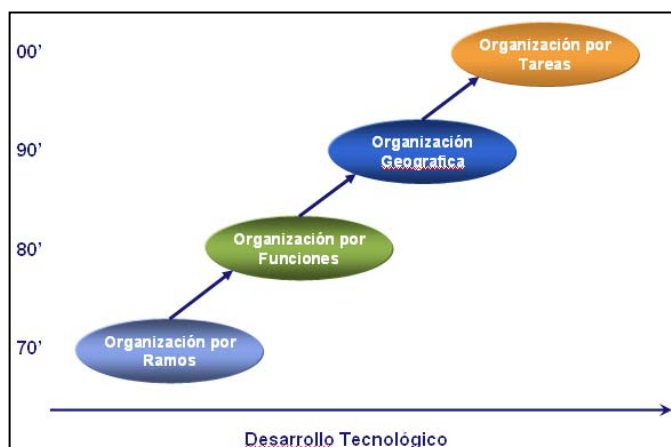 00'
Organización por
Tareas
90'
Organización
Geografica
80'
Organización por
Funciones
70'
Organización por
Ramos
Desarrollo Tecnológico